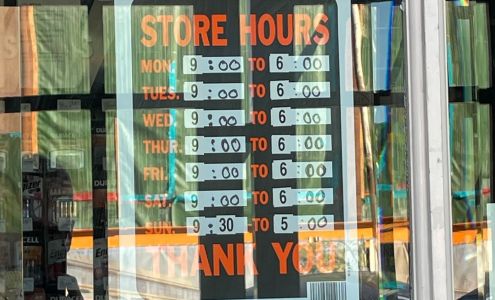 STORE HOURS
MON. 9:00 TO 6:00
TUES. 9:00 TO 6:00
WED. 9:00 TO 6:00
THUR. 9:00 TO 6:00
FRI. 9:00 TO 6:00
SAT. 9:00 TO 6:00
SUN. 9:30 TO 5:00
THANK YOU